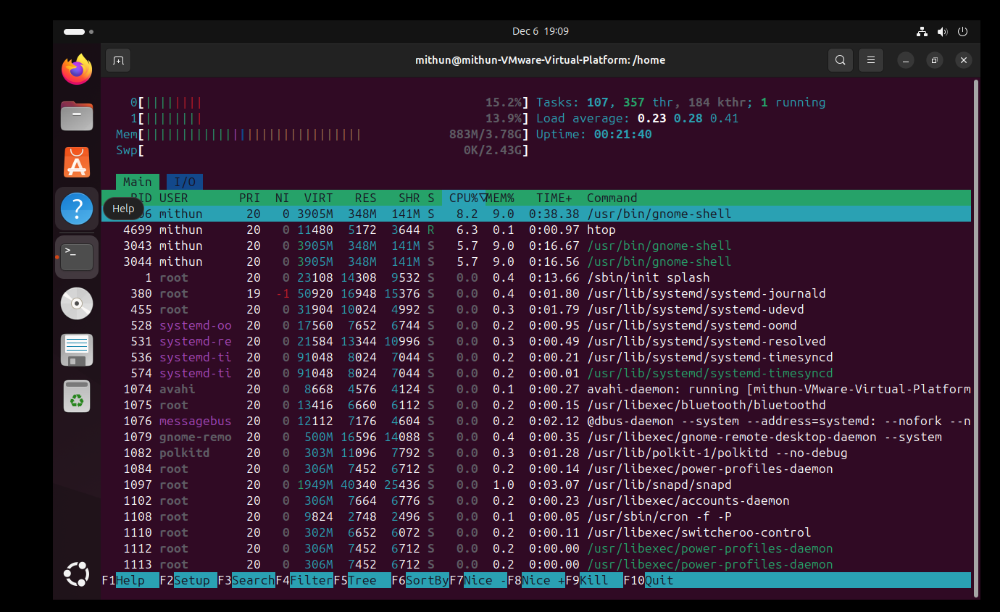 Dec 6 19:09
mithun@mithun-VMware-Virtual-Platform: /home
0[|||||||| 15.2%] Tasks: 107, 357 thr, 184 kthr; 1 running
1[|||||||| 13.9%] Load average: 0.23 0.28 0.41
Mem[|||||||||||||||||||||||||||||| 883M/3.78G] Uptime: 00:21:40
Swp[ 0K/2.43G]
Main I/O
PID USER PRI NI VIRT RES SHR S CPU%▽MEM% TIME+ Command
Help
mithun 20 0 3905M 348M 141M S 8.2 9.0 0:38.38 /usr/bin/gnome-shell
4699 mithun 20 0 11480 5172 3644 R 6.3 0.1 0:00.97 htop
3043 mithun 20 0 3905M 348M 141M S 5.7 9.0 0:16.67 /usr/bin/gnome-shell
3044 mithun 20 0 3905M 348M 141M S 5.7 9.0 0:16.56 /usr/bin/gnome-shell
1 root 20 0 23108 14308 9532 S 0.0 0.4 0:13.66 /sbin/init splash
380 root 19 -1 50920 16948 15376 S 0.0 0.4 0:01.80 /usr/lib/systemd/systemd-journald
455 root 20 0 31904 10024 4992 S 0.0 0.3 0:01.79 /usr/lib/systemd/systemd-udevd
528 systemd-oo 20 0 17560 7652 6744 S 0.0 0.2 0:00.95 /usr/lib/systemd/systemd-oomd
531 systemd-re 20 0 21584 13344 10996 S 0.0 0.3 0:00.49 /usr/lib/systemd/systemd-resolved
536 systemd-ti 20 0 91048 8024 7044 S 0.0 0.2 0:00.21 /usr/lib/systemd/systemd-timesyncd
574 systemd-ti 20 0 91048 8024 7044 S 0.0 0.2 0:00.01 /usr/lib/systemd/systemd-timesyncd
1074 avahi 20 0 8668 4576 4124 S 0.0 0.1 0:00.27 avahi-daemon: running [mithun-VMware-Virtual-Platform
1075 root 20 0 13416 6660 6112 S 0.0 0.2 0:00.15 /usr/libexec/bluetooth/bluetoothd
1076 messagebus 20 0 12112 7176 4604 S 0.0 0.2 0:02.12 @dbus-daemon --system --address=systemd: --nofork --n
1079 gnome-remo 20 0 500M 16596 14088 S 0.0 0.4 0:00.35 /usr/libexec/gnome-remote-desktop-daemon --system
1082 polkitd 20 0 303M 11096 7792 S 0.0 0.3 0:01.28 /usr/lib/polkit-1/polkitd --no-debug
1084 root 20 0 306M 7452 6712 S 0.0 0.2 0:00.14 /usr/libexec/power-profiles-daemon
1097 root 20 0 1949M 40340 25436 S 0.0 1.0 0:03.07 /usr/lib/snapd/snapd
1102 root 20 0 306M 7664 6776 S 0.0 0.2 0:00.23 /usr/libexec/accounts-daemon
1108 root 20 0 9824 2748 2496 S 0.0 0.1 0:00.05 /usr/sbin/cron -f -P
1110 root 20 0 302M 6652 6072 S 0.0 0.2 0:00.11 /usr/libexec/switcheroo-control
1112 root 20 0 306M 7452 6712 S 0.0 0.2 0:00.00 /usr/libexec/power-profiles-daemon
1113 root 20 0 306M 7452 6712 S 0.0 0.2 0:00.00 /usr/libexec/power-profiles-daemon
F1Help F2Setup F3SearchF4FilterF5Tree F6SortByF7Nice -F8Nice +F9Kill F10Quit